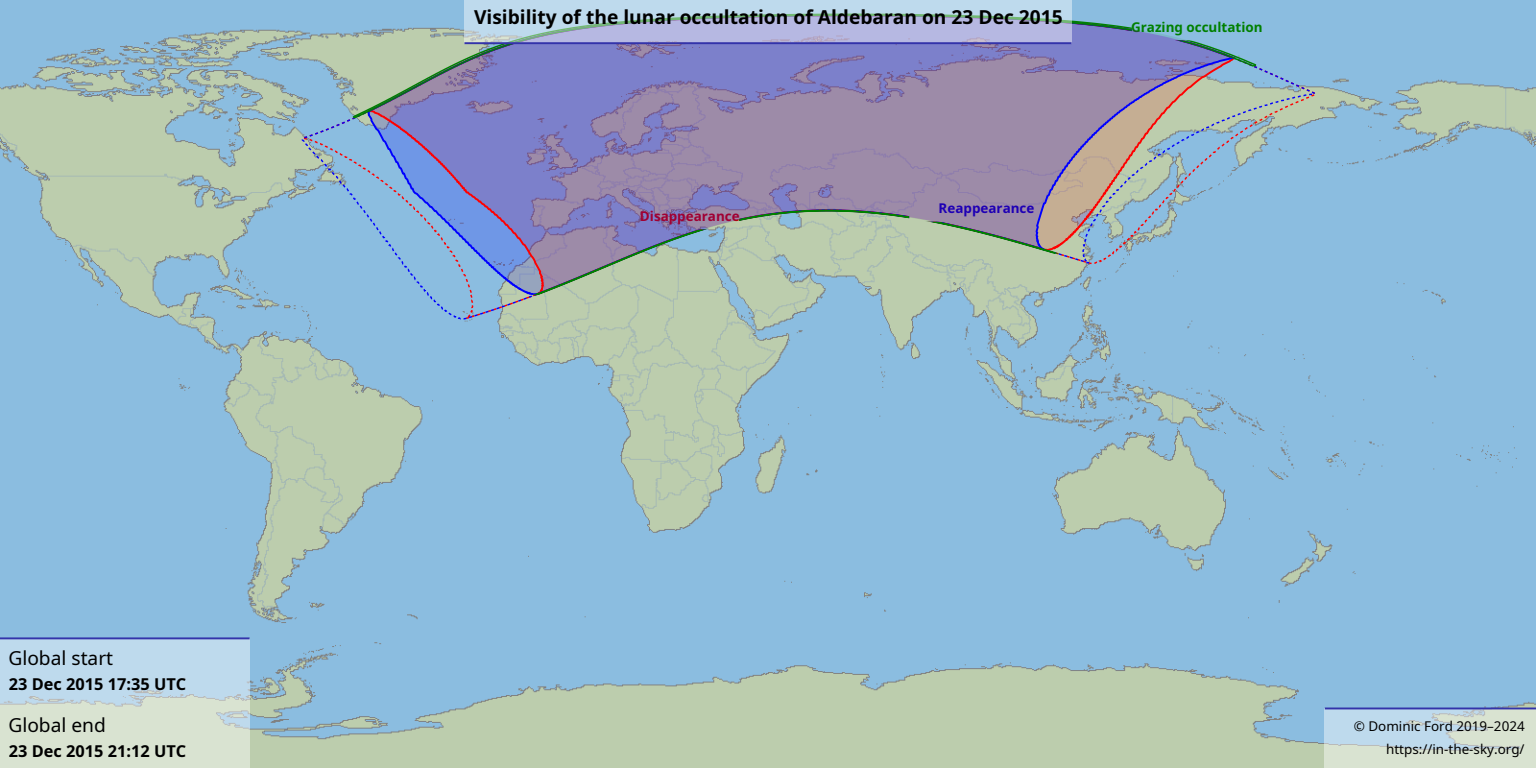 Visibility of the lunar occultation of Aldebaran on 23 Dec 2015
Grazing occultation
Reappearance
Disappearance
Global start
23 Dec 2015 17:35 UTC
Global end
23 Dec 2015 21:12 UTC
© Dominic Ford 2019–2024
https://in-the-sky.org/